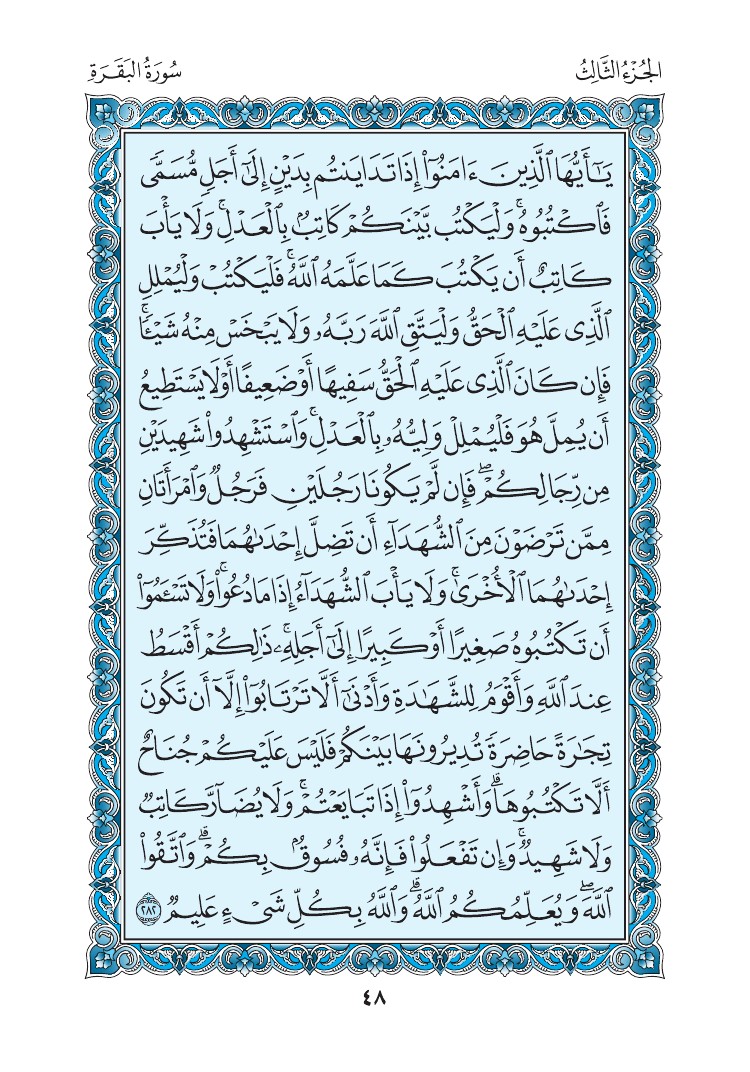 الجُزْءُ الثَّالِثُ
سُورَةُ البَقَرَةِ
يَٰٓأَيُّهَا ٱلَّذِينَ ءَامَنُوٓا۟ إِذَا تَدَايَنتُم بِدَيْنٍ إِلَىٰٓ أَجَلٍ مُّسَمًّى
فَٱكْتُبُوهُ ۚ وَلْيَكْتُب بَّيْنَكُمْ كَاتِبٌۢ بِٱلْعَدْلِ ۚ وَلَا يَأْبَ
كَاتِبٌ أَن يَكْتُبَ كَمَا عَلَّمَهُ ٱللَّهُ ۚ فَلْيَكْتُبْ وَلْيُمْلِلِ
ٱلَّذِى عَلَيْهِ ٱلْحَقُّ وَلْيَتَّقِ ٱللَّهَ رَبَّهُۥ وَلَا يَبْخَسْ مِنْهُ شَيْـًٔا ۚ
فَإِن كَانَ ٱلَّذِى عَلَيْهِ ٱلْحَقُّ سَفِيهًا أَوْ ضَعِيفًا أَوْ لَا يَسْتَطِيعُ
أَن يُمِلَّ هُوَ فَلْيُمْلِلْ وَلِيُّهُۥ بِٱلْعَدْلِ ۚ وَٱسْتَشْهِدُوا۟ شَهِيدَيْنِ
مِن رِّجَالِكُمْ ۖ فَإِن لَّمْ يَكُونَا رَجُلَيْنِ فَرَجُلٌ وَٱمْرَأَتَانِ
مِمَّن تَرْضَوْنَ مِنَ ٱلشُّهَدَآءِ أَن تَضِلَّ إِحْدَىٰهُمَا فَتُذَكِّرَ
إِحْدَىٰهُمَا ٱلْأُخْرَىٰ ۚ وَلَا يَأْبَ ٱلشُّهَدَآءُ إِذَا مَا دُعُوا۟ ۚ وَلَا تَسْـَٔمُوٓا۟
أَن تَكْتُبُوهُ صَغِيرًا أَوْ كَبِيرًا إِلَىٰٓ أَجَلِهِۦ ۚ ذَٰلِكُمْ أَقْسَطُ
عِندَ ٱللَّهِ وَأَقْوَمُ لِلشَّهَٰدَةِ وَأَدْنَىٰٓ أَلَّا تَرْتَابُوٓا۟ ۖ إِلَّآ أَن تَكُونَ
تِجَٰرَةً حَاضِرَةً تُدِيرُونَهَا بَيْنَكُمْ فَلَيْسَ عَلَيْكُمْ جُنَاحٌ
أَلَّا تَكْتُبُوهَا ۗ وَأَشْهِدُوٓا۟ إِذَا تَبَايَعْتُمْ ۚ وَلَا يُضَآرَّ كَاتِبٌ
وَلَا شَهِيدٌ ۚ وَإِن تَفْعَلُوا۟ فَإِنَّهُۥ فُسُوقٌۢ بِكُمْ ۗ وَٱتَّقُوا۟
ٱللَّهَ ۖ وَيُعَلِّمُكُمُ ٱللَّهُ ۗ وَٱللَّهُ بِكُلِّ شَىْءٍ عَلِيمٌ ٢٨٢
٤٨